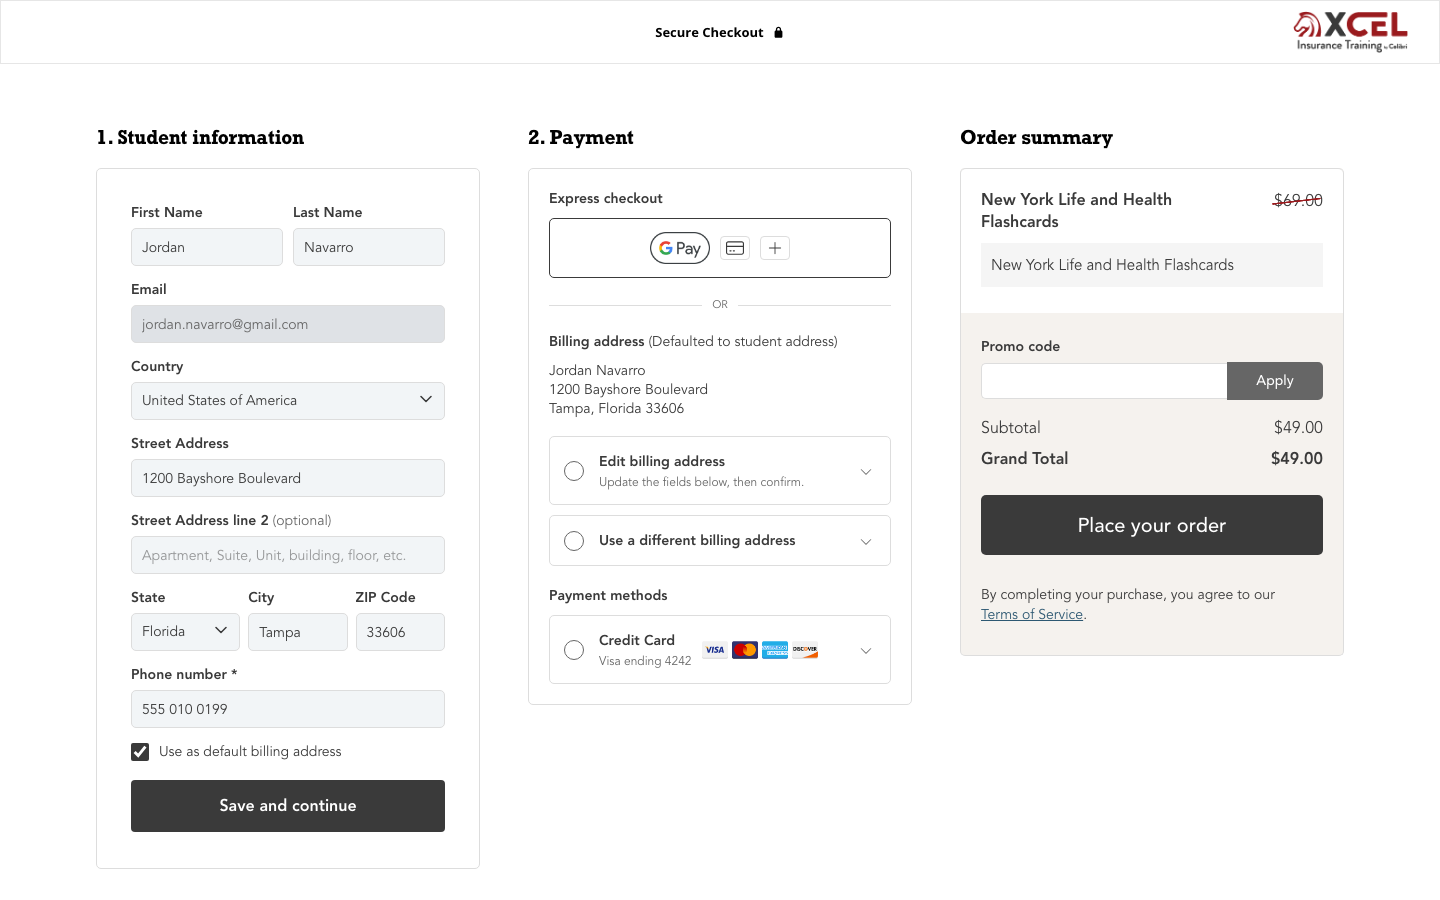 Secure Checkout
XCEL
Insurance Training by Colibri
1. Student information
First Name
Last Name
Jordan
Navarro
Email
jordan.navarro@gmail.com
Country
United States of America
Street Address
1200 Bayshore Boulevard
Street Address line 2 (optional)
Apartment, Suite, Unit, building, floor, etc.
State
City
ZIP Code
Florida
Tampa
33606
Phone number *
555 010 0199
Use as default billing address
Save and continue
2. Payment
Express checkout
G Pay
OR
Billing address (Defaulted to student address)
Jordan Navarro
1200 Bayshore Boulevard
Tampa, Florida 33606
Edit billing address
Update the fields below, then confirm.
Use a different billing address
Payment methods
Credit Card
Visa ending 4242
VISA
DISCOVER
Order summary
New York Life and Health
Flashcards
$69.00
New York Life and Health Flashcards
Promo code
Apply
Subtotal
$49.00
Grand Total
$49.00
Place your order
By completing your purchase, you agree to our
Terms of Service.